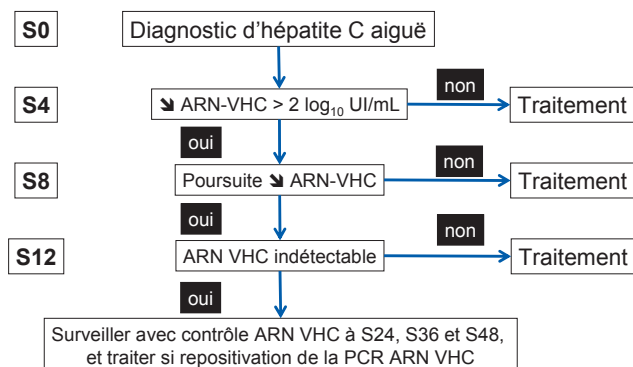 S0
Diagnostic d'hépatite C aiguë
S4
➘ ARN-VHC > 2 log₁₀ UI/mL
non
Traitement
oui
S8
Poursuite ➘ ARN-VHC
non
Traitement
oui
S12
ARN VHC indétectable
non
Traitement
oui
Surveiller avec contrôle ARN VHC à S24, S36 et S48,
et traiter si repositivation de la PCR ARN VHC